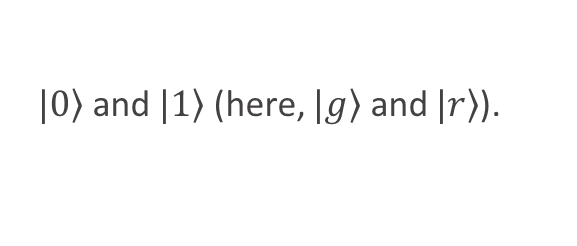 |0⟩ and |1⟩ (here, |g⟩ and |r⟩).